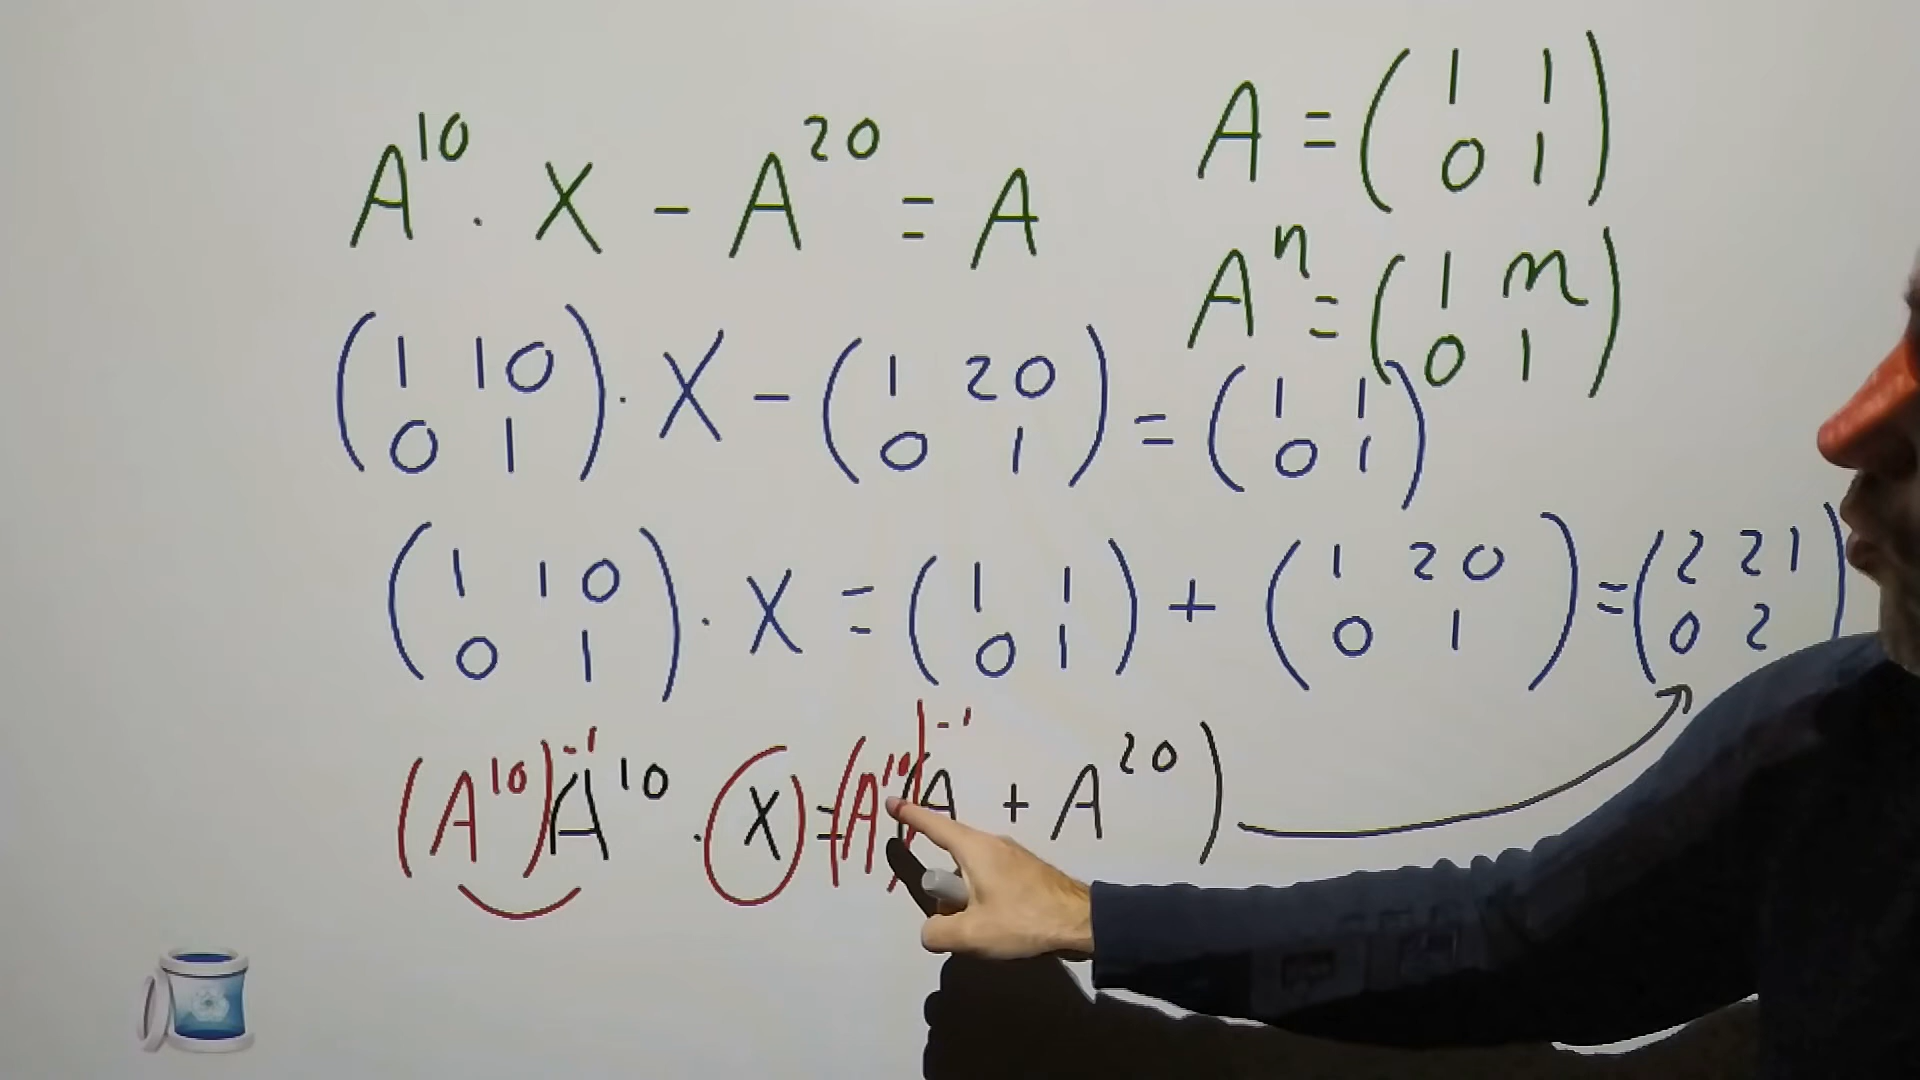 A¹⁰ · X − A²⁰ = A
A = (1 1
0 1)
Aⁿ = (1 n
0 1)
(1 10
0 1) · X − (1 20
0 1) = (1 1
0 1)
(1 10
0 1) · X = (1 1
0 1) + (1 20
0 1) = (2 21
0 2)
(A¹⁰)⁻¹ A¹⁰ · X = (A¹⁰)⁻¹ (A + A²⁰)